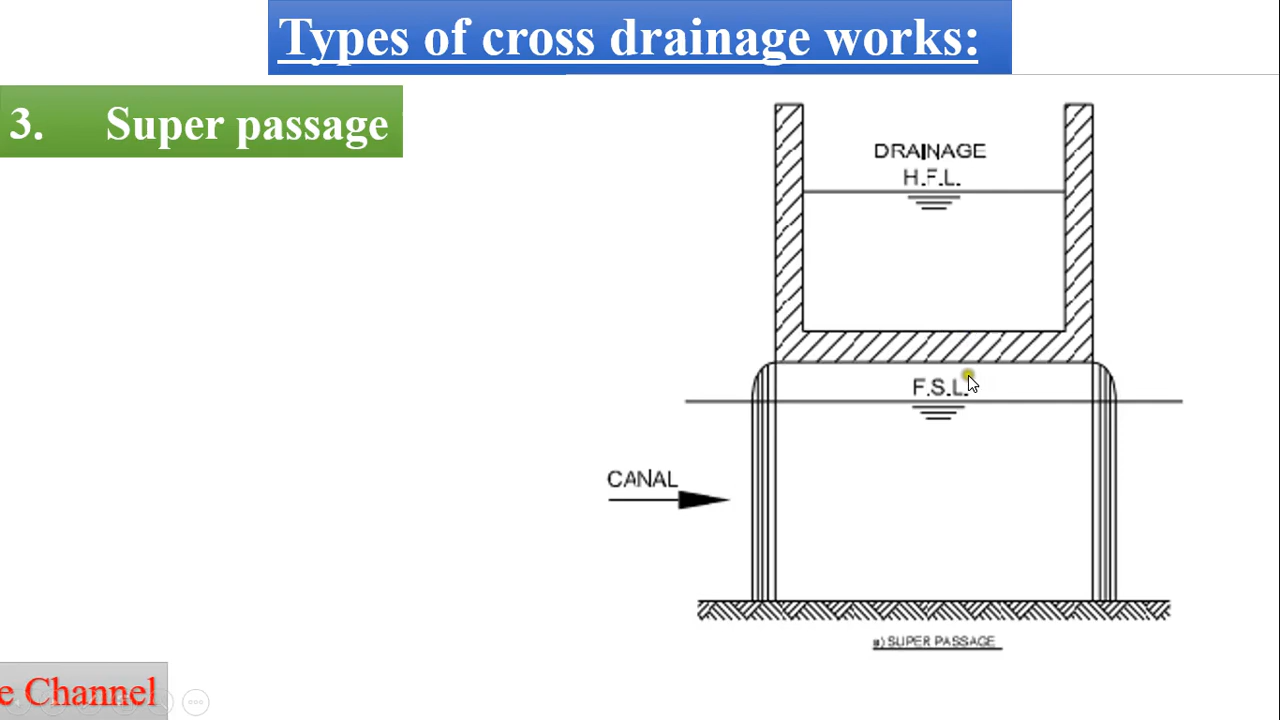 Types of cross drainage works:
3. Super passage
DRAINAGE
H.F.L.
F.S.L.
CANAL
a) SUPER PASSAGE
e Channel